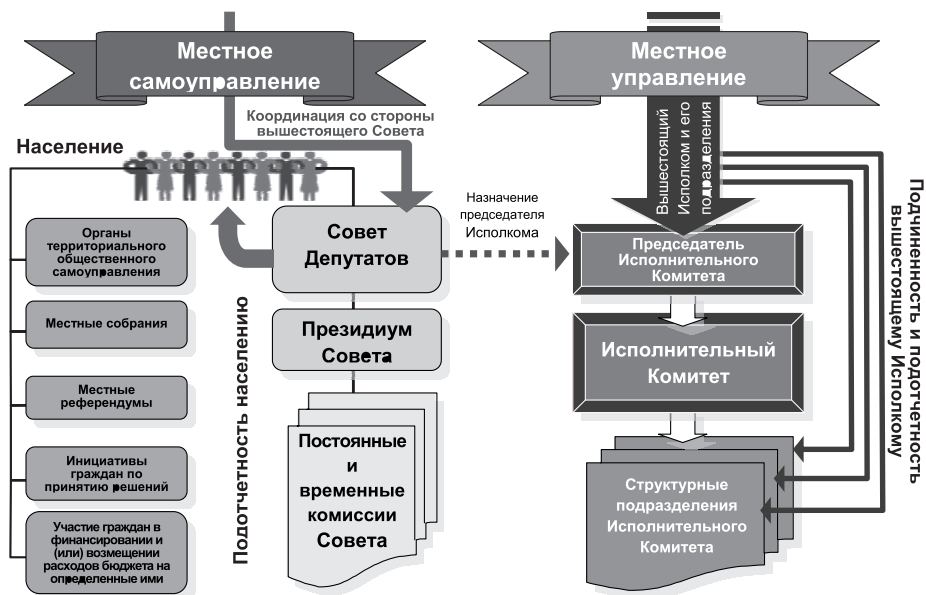 Местное
самоуправление
Местное
управление
Координация со стороны
вышестоящего Совета
Население
Органы
территориального
общественного
самоуправления
Местные собрания
Местные
референдумы
Инициативы
граждан по
принятию решений
Участие граждан в
финансировании и
(или) возмещении
расходов бюджета на
определенные ими
Подотчетность населению
Совет
Депутатов
Президиум
Совета
Постоянные
и
временные
комиссии
Совета
Назначение
председателя
Исполкома
Вышестоящий
Исполком и его
подразделения
Председатель
Исполнительного
Комитета
Исполнительный
Комитет
Структурные
подразделения
Исполнительного
Комитета
Подчиненность и подотчетность
вышестоящему Исполкому